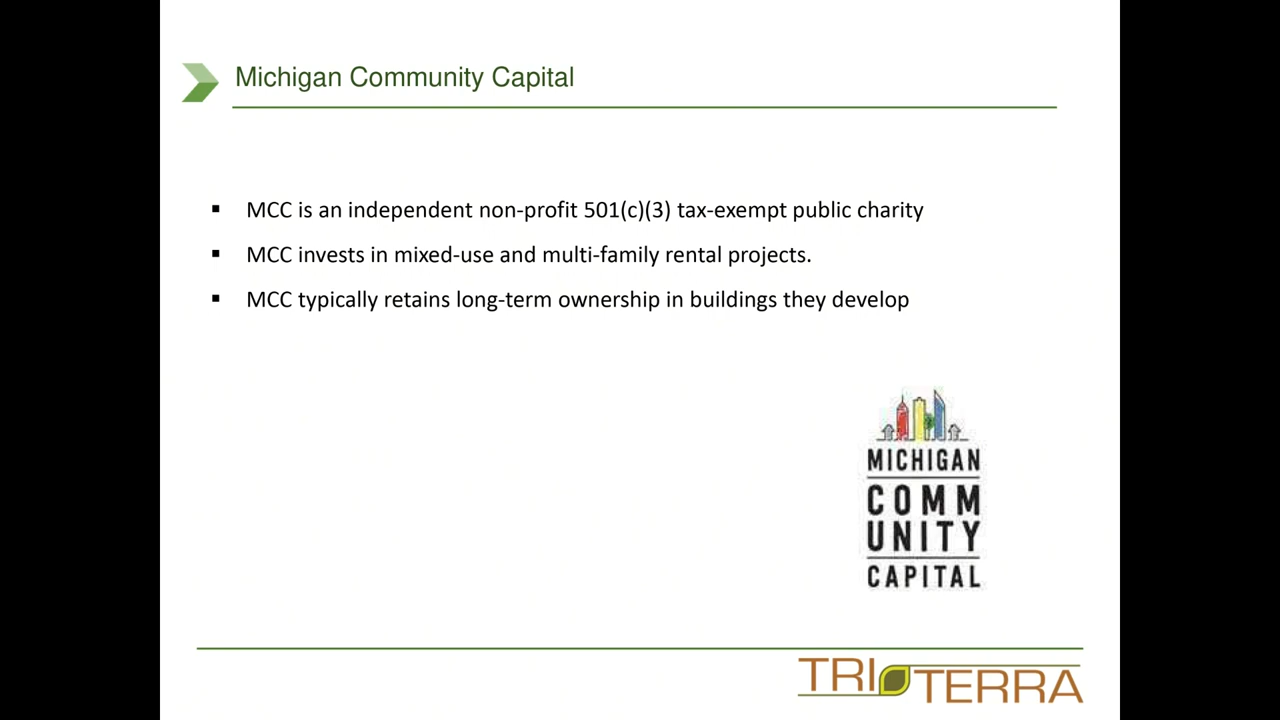 Michigan Community Capital
▪ MCC is an independent non-profit 501(c)(3) tax-exempt public charity
▪ MCC invests in mixed-use and multi-family rental projects.
▪ MCC typically retains long-term ownership in buildings they develop
MICHIGAN
COMM
UNITY
CAPITAL
TRITERRA